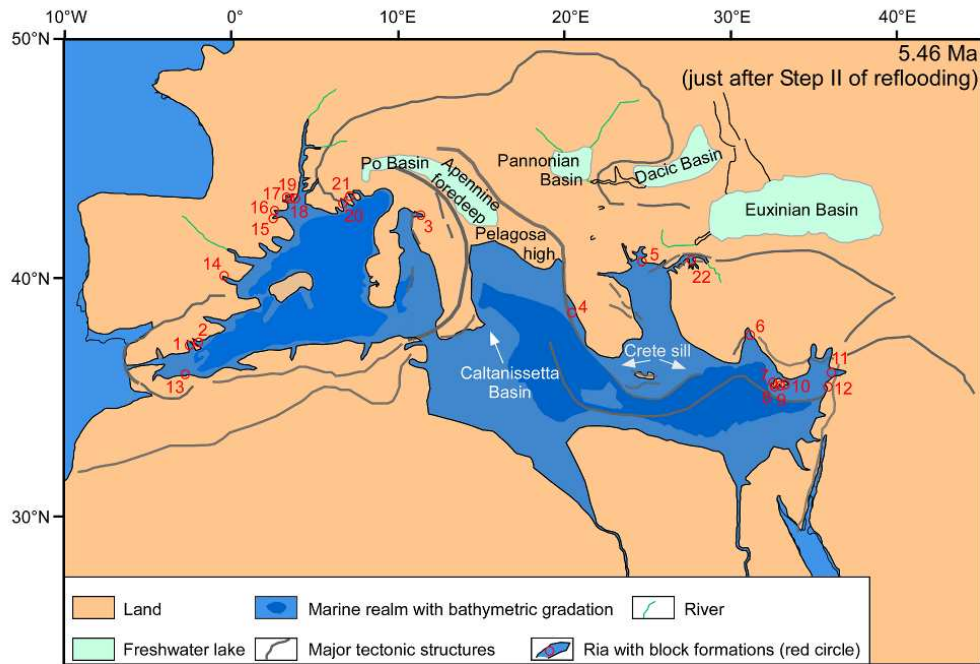 10°W 0° 10°E 20°E 30°E 40°E
50°N
5.46 Ma
(just after Step II of reflooding)
Po Basin
Apennine
foredeep
Pannonian
Basin
Dacic Basin
Euxinian Basin
Pelagosa
high
40°N
Caltanissetta
Basin
Crete sill
30°N
19
17
18
16
15
21
20
3
14
2
1
13
4
5
22
6
7
8
9
10
11
12
Land
Marine realm with bathymetric gradation
River
Freshwater lake
Major tectonic structures
Ria with block formations (red circle)